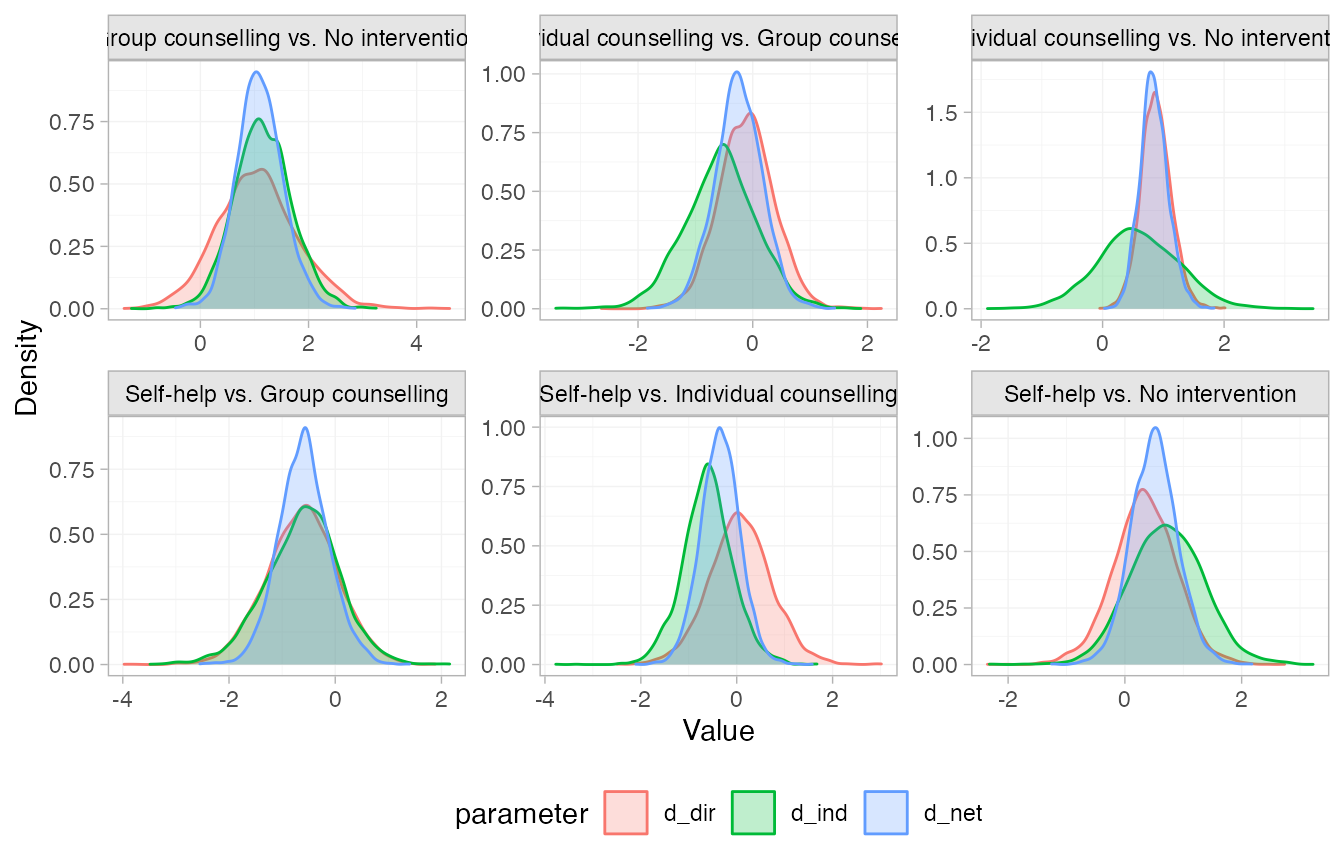 Group counselling vs. No interventio
vidual counselling vs. Group counse
ividual counselling vs. No intervent
0.75
0.50
0.25
0.00
0 2 4
1.00
0.75
0.50
0.25
0.00
-2 0 2
1.5
1.0
0.5
0.0
-2 0 2
Density
Self-help vs. Group counselling
Self-help vs. Individual counselling
Self-help vs. No intervention
0.75
0.50
0.25
0.00
-4 -2 0 2
1.00
0.75
0.50
0.25
0.00
-4 -2 0 2
1.00
0.75
0.50
0.25
0.00
-2 0 2
Value
parameter d_dir d_ind d_net